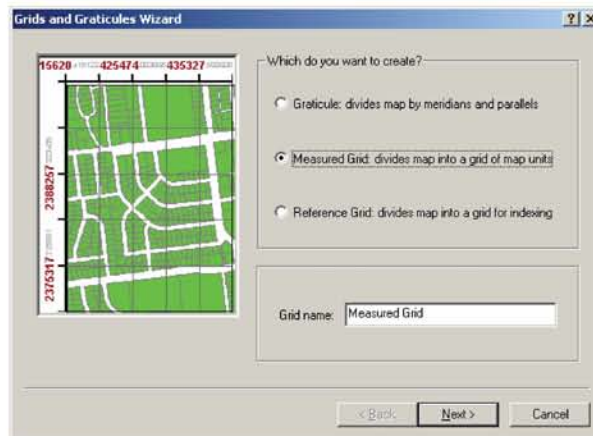 Grids and Graticules Wizard
15620 425474 435327
2388257
2375317
Which do you want to create?
Graticule: divides map by meridians and parallels
Measured Grid: divides map into a grid of map units
Reference Grid: divides map into a grid for indexing
Grid name: Measured Grid
< Back Next > Cancel